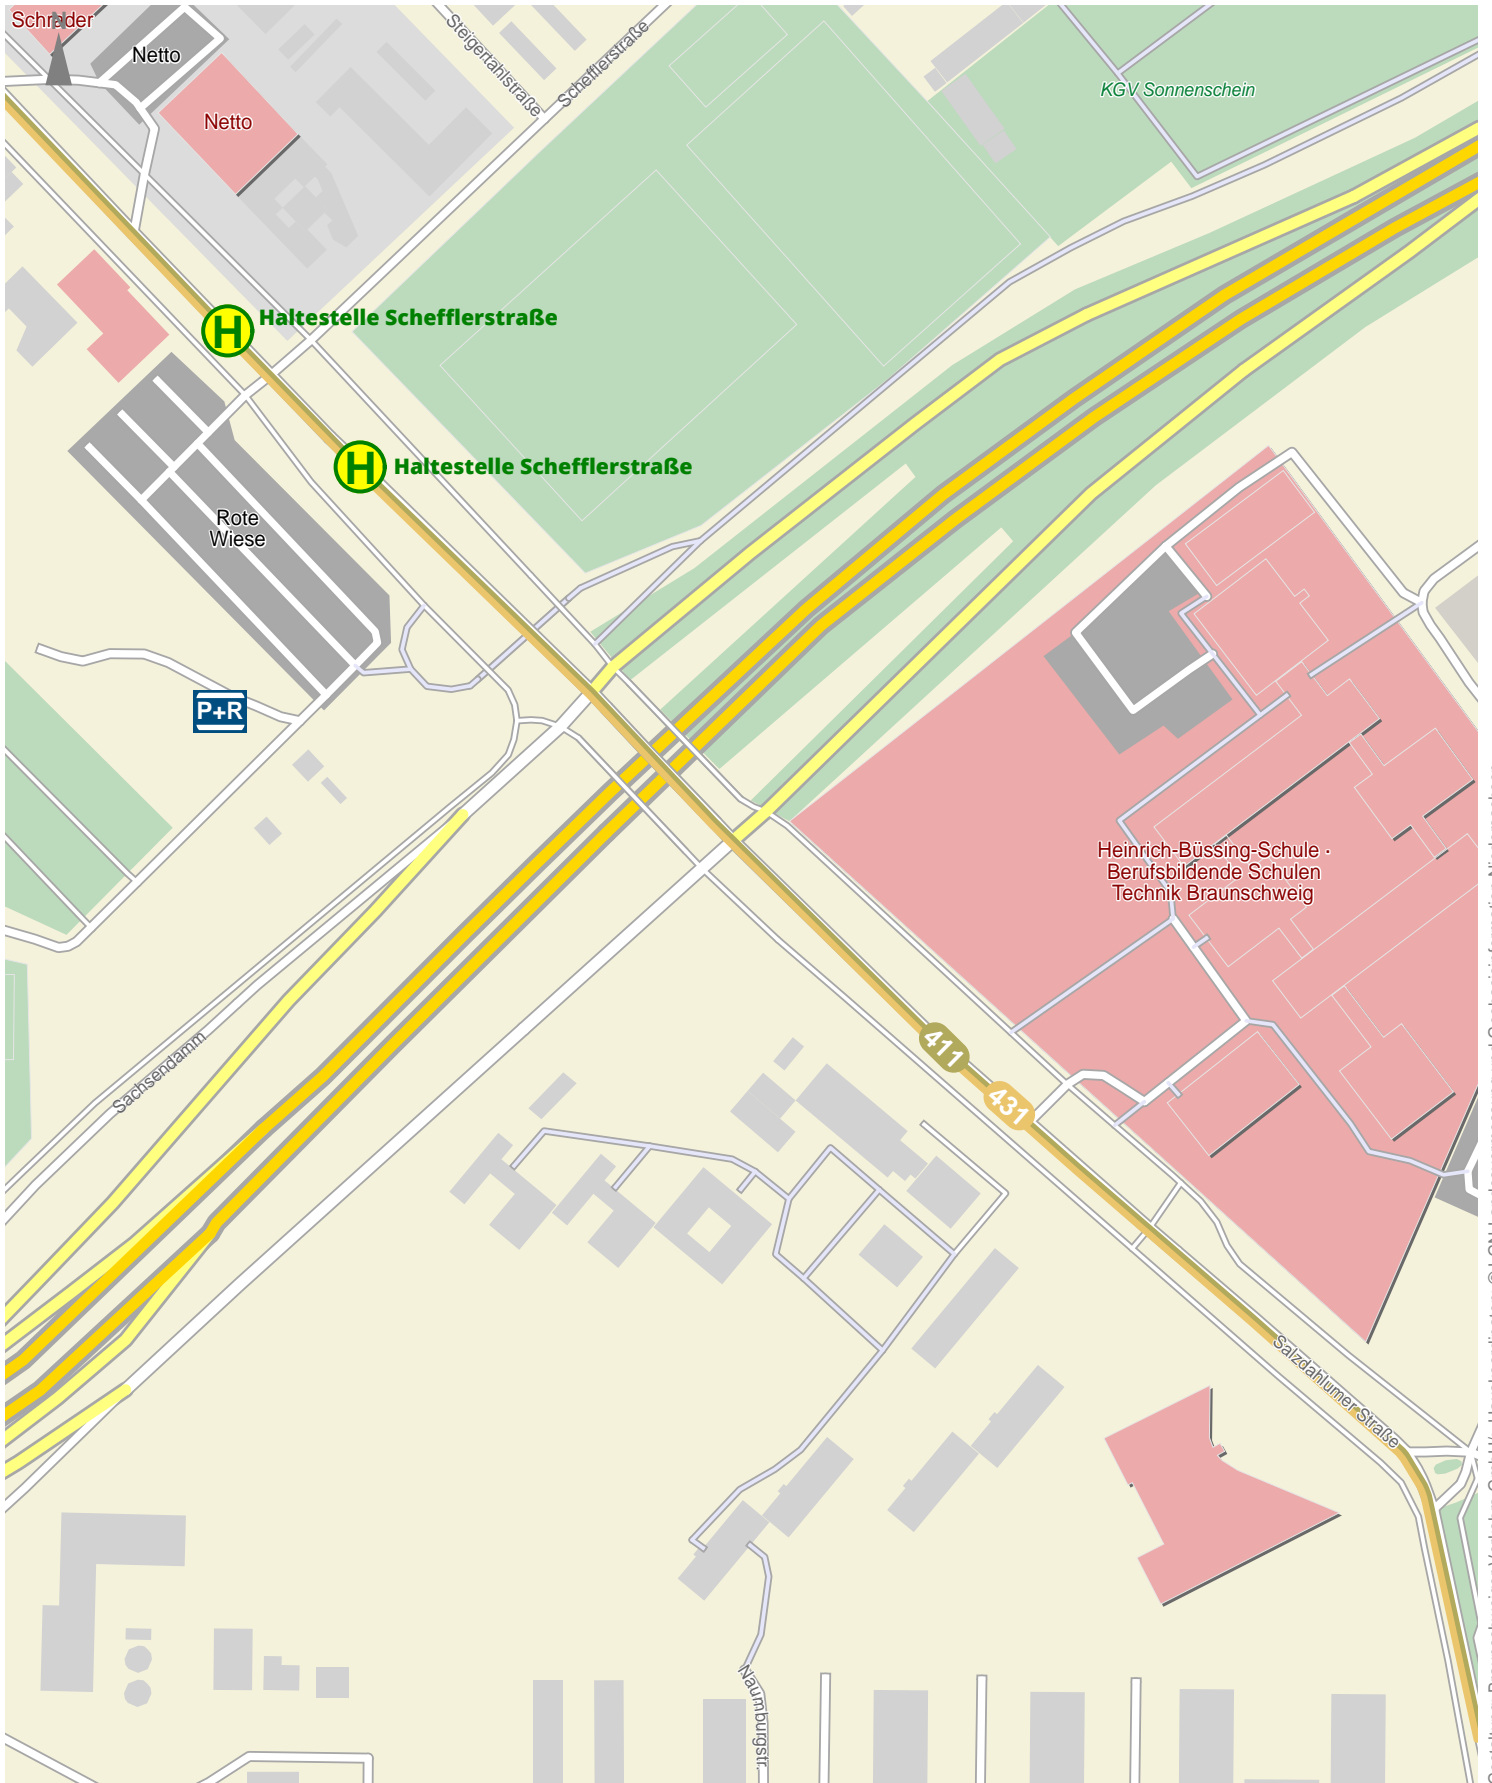 Schrader
N
Netto
Netto
Steigertahlstraße
Schefflerstraße
KGV Sonnenschein
H
Haltestelle Schefflerstraße
H
Haltestelle Schefflerstraße
Rote
Wiese
P+R
Heinrich-Büssing-Schule ·
Berufsbildende Schulen
Technik Braunschweig
Sachsendamm
411
431
Salzdahlumer Straße
Naumburgstr.